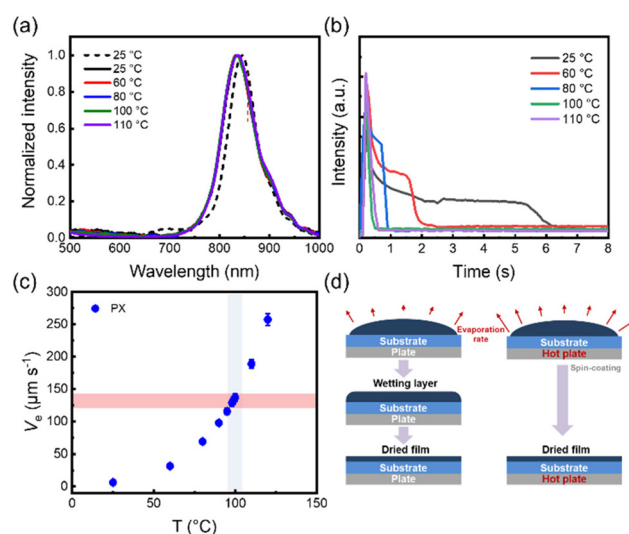 (a)
Normalized intensity
1.0
0.8
0.6
0.4
0.2
0.0
25 °C
25 °C
60 °C
80 °C
100 °C
110 °C
500 600 700 800 900 1000
Wavelength (nm)
(b)
Intensity (a.u.)
25 °C
60 °C
80 °C
100 °C
110 °C
0 1 2 3 4 5 6 7 8
Time (s)
(c)
Ve (µm s⁻¹)
300
250
200
150
100
50
0
PX
0 50 100 150
T (°C)
(d)
Evaporation
rate
Substrate
Plate
Wetting layer
Substrate
Plate
Dried film
Substrate
Plate
Substrate
Hot plate
Spin-coating
Dried film
Substrate
Hot plate